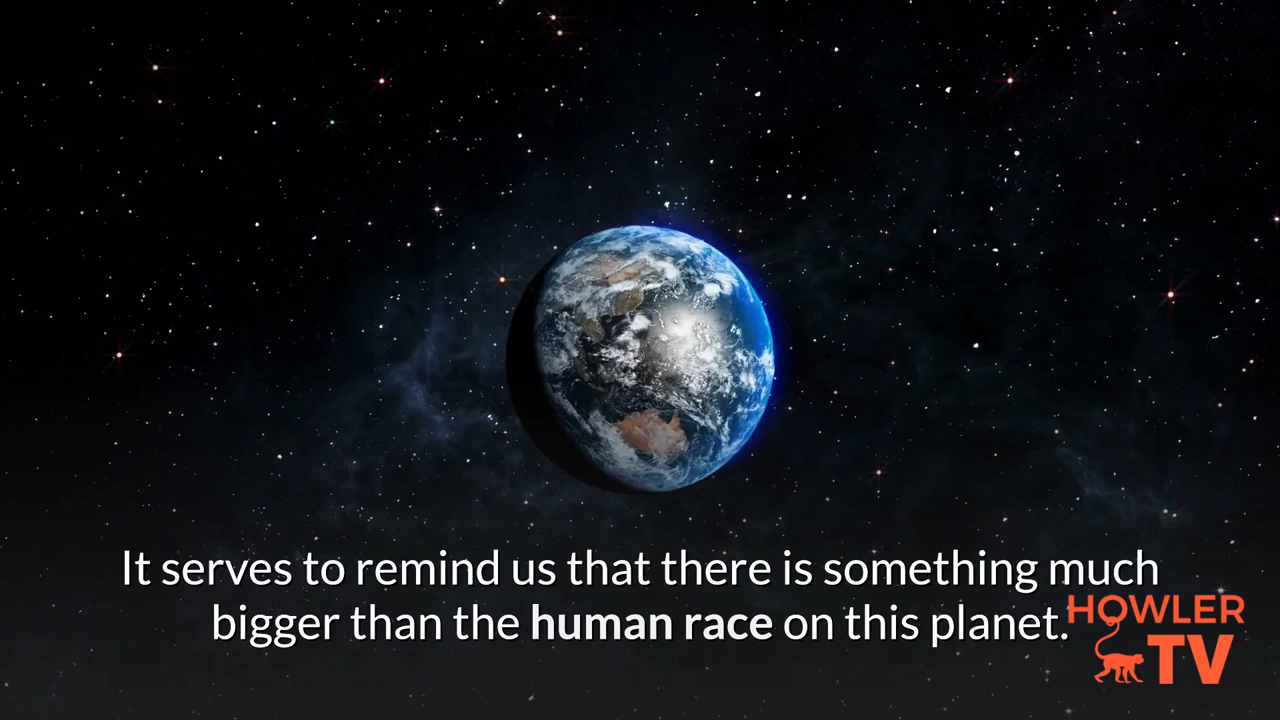 It serves to remind us that there is something much
bigger than the human race on this planet.
HOWLER
TV